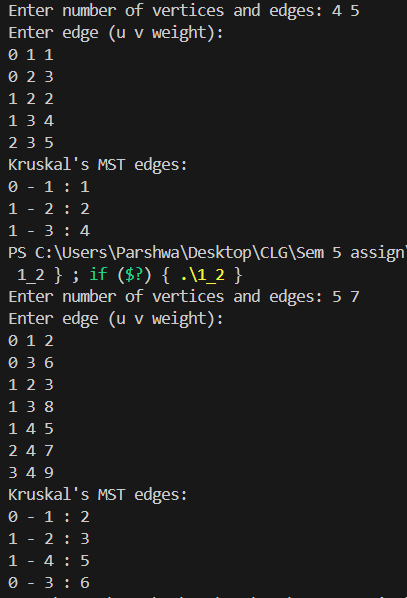 Enter number of vertices and edges: 4 5
Enter edge (u v weight):
0 1 1
0 2 3
1 2 2
1 3 4
2 3 5
Kruskal's MST edges:
0 - 1 : 1
1 - 2 : 2
1 - 3 : 4
PS C:\Users\Parshwa\Desktop\CLG\Sem 5 assign\
1_2 } ; if ($?) { .\1_2 }
Enter number of vertices and edges: 5 7
Enter edge (u v weight):
0 1 2
0 3 6
1 2 3
1 3 8
1 4 5
2 4 7
3 4 9
Kruskal's MST edges:
0 - 1 : 2
1 - 2 : 3
1 - 4 : 5
0 - 3 : 6